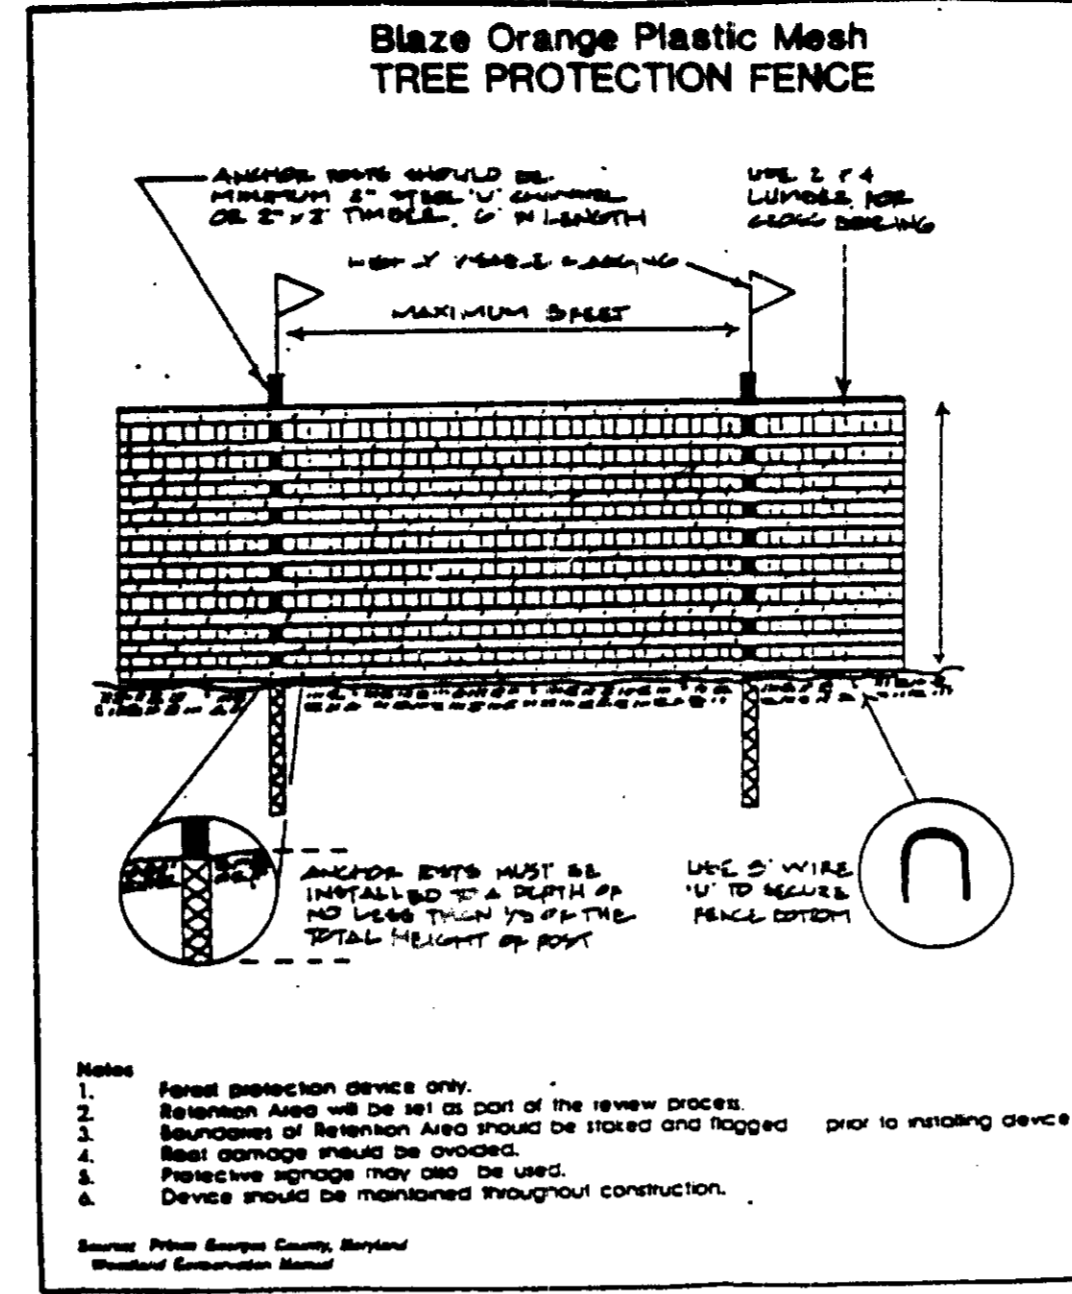 Blaze Orange Plastic Mesh
TREE PROTECTION FENCE
ANCHOR POSTS SHOULD BE
MINIMUM 2" STEEL 'U' CHANNEL
OR 2" x 2" TIMBER, 6' IN LENGTH
USE 2 x 4
LUMBER FOR
CROSS BRACING
HIGHLY VISIBLE FLAGGING
MAXIMUM 8 FEET
ANCHOR POSTS MUST BE
INSTALLED TO A DEPTH OF
NO LESS THAN 1/3 OF THE
TOTAL HEIGHT OF POST
USE WIRE
'U' TO SECURE
FENCE BOTTOM
Notes
1. Forest protection device only.
2. Retention Area will be set as part of the review process.
3. Boundaries of Retention Area should be staked and flagged prior to installing device
4. Root damage should be avoided.
5. Protective signage may also be used.
6. Device should be maintained throughout construction.
Source: Prince Georges County, Maryland
Woodland Conservation Manual